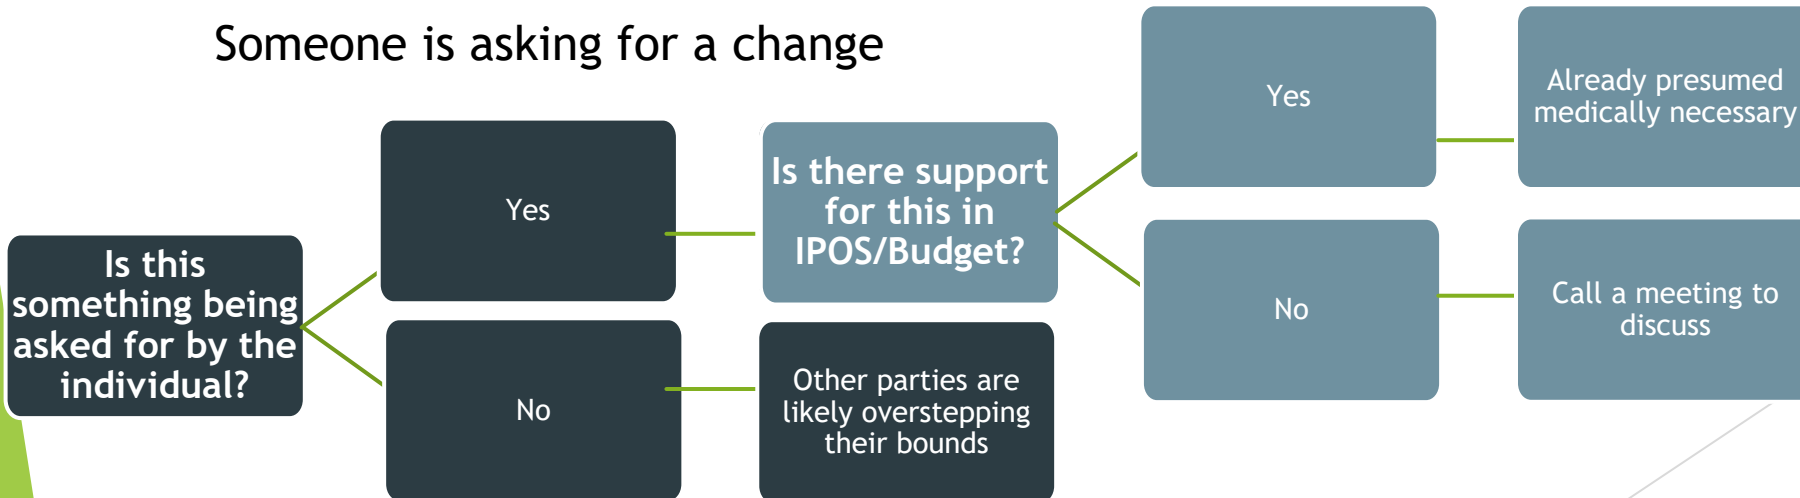 Someone is asking for a change
Is this
something being
asked for by the
individual?
Yes
No
Is there support
for this in
IPOS/Budget?
Other parties are
likely overstepping
their bounds
Yes
No
Already presumed
medically necessary
Call a meeting to
discuss